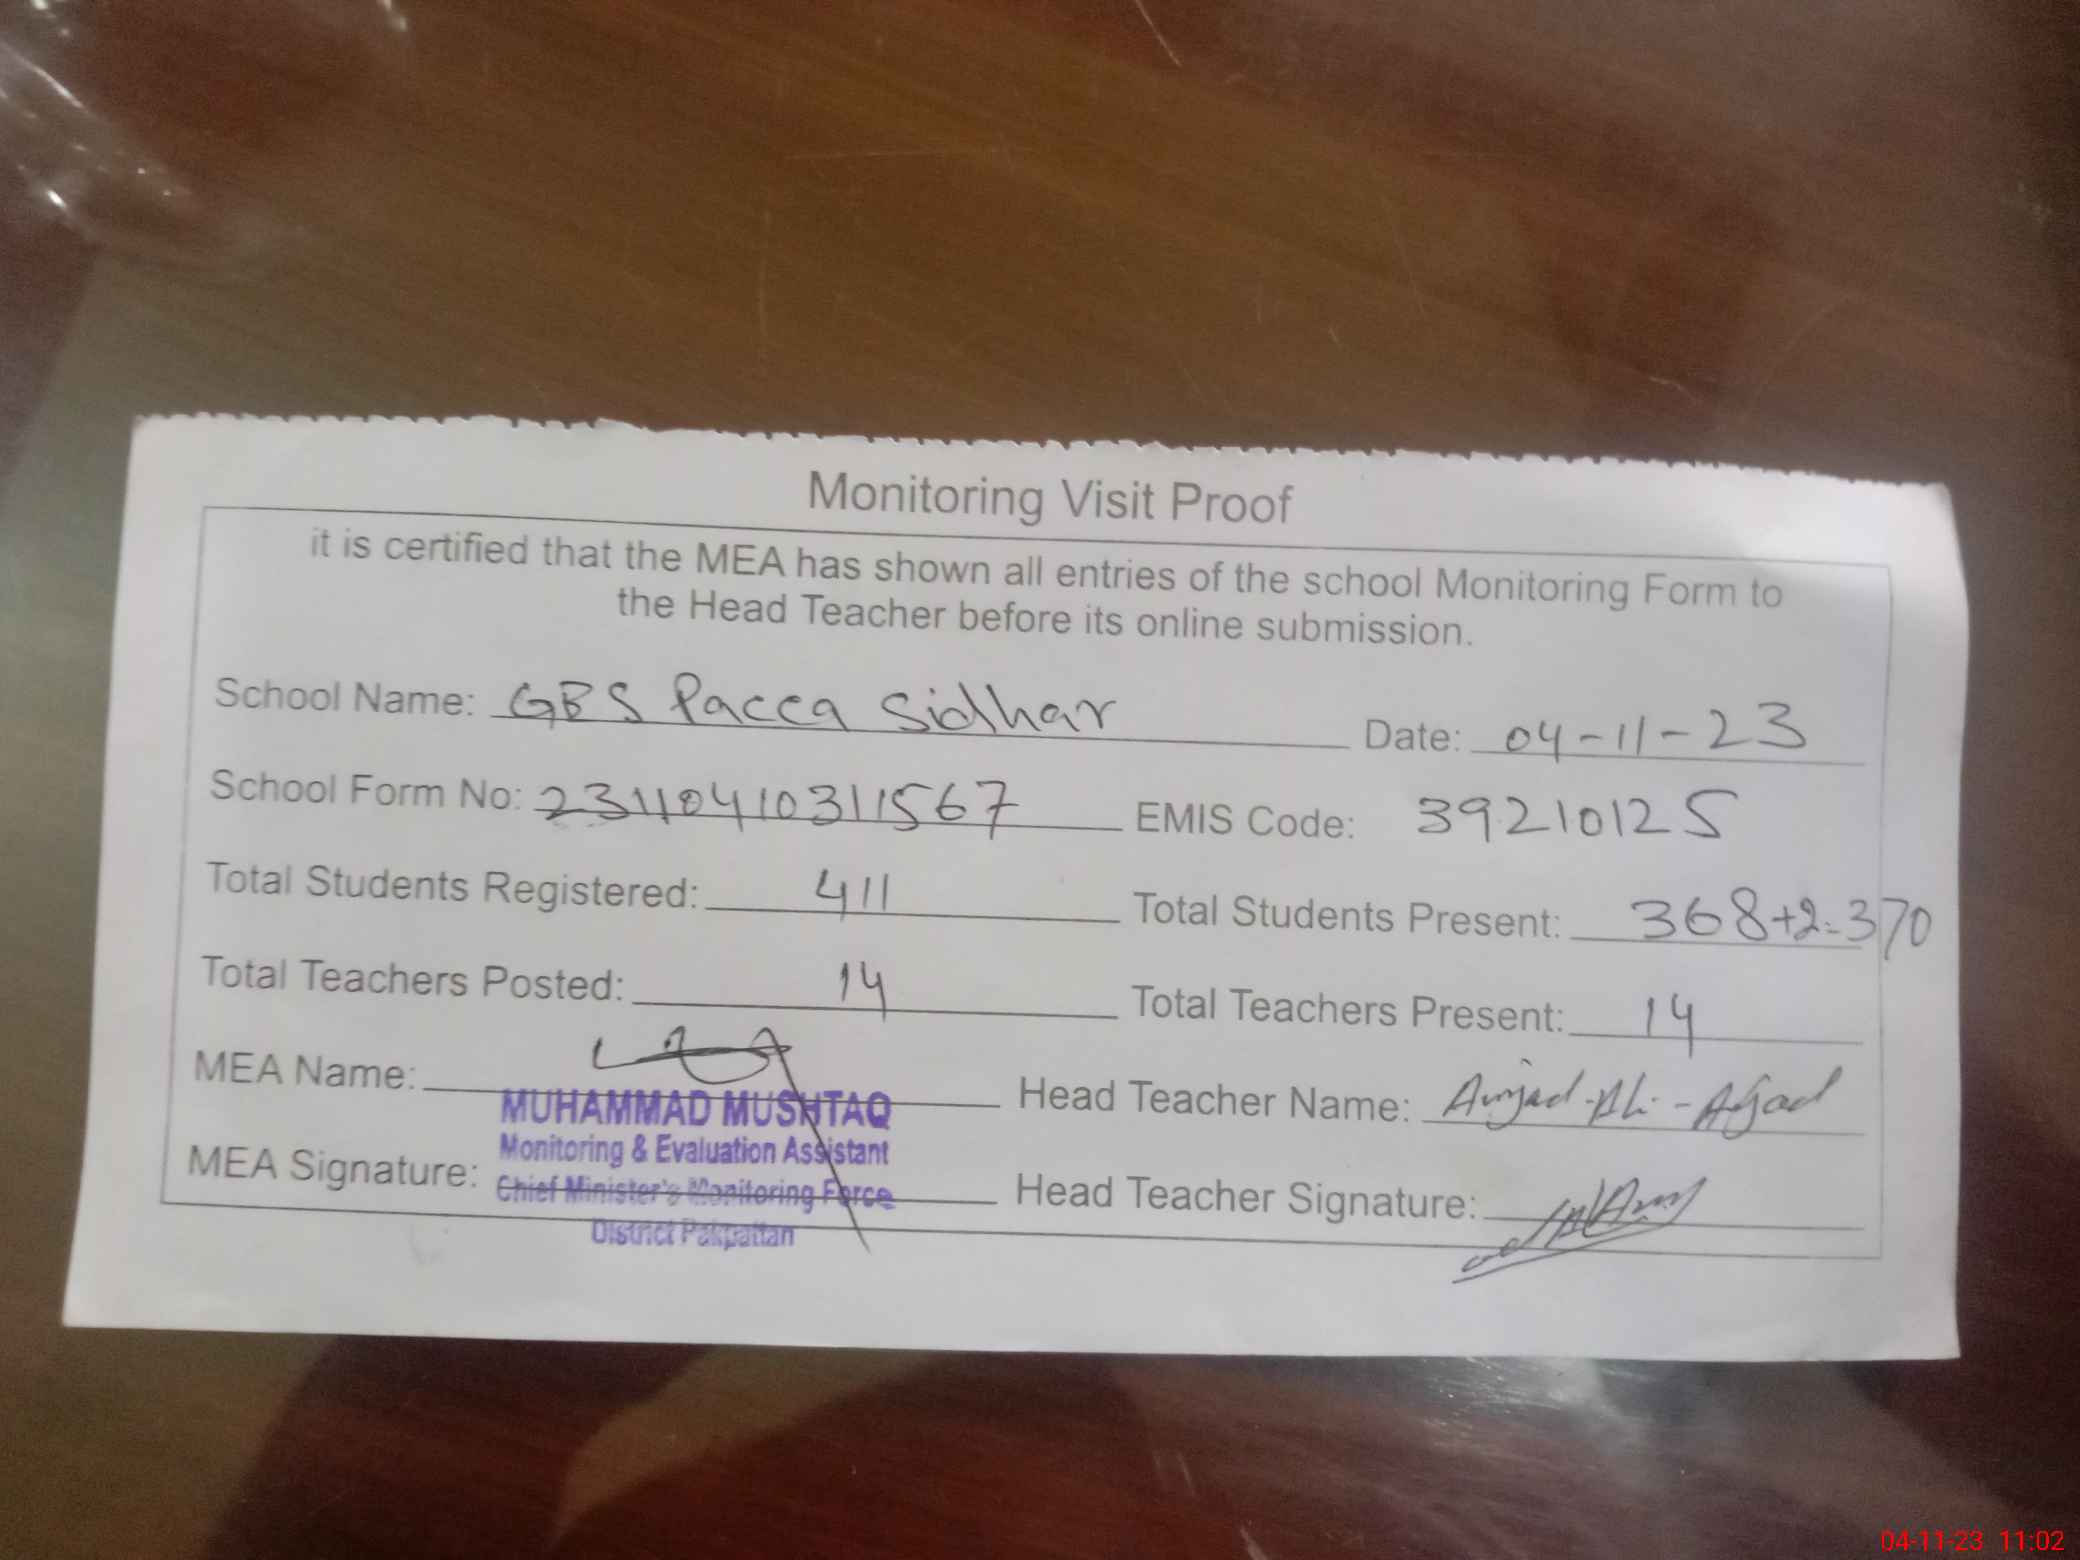 Monitoring Visit Proof
it is certified that the MEA has shown all entries of the school Monitoring Form to
the Head Teacher before its online submission.
School Name: GBS Pacca Sidhar Date: 04-11-23
School Form No: 23110410311567 EMIS Code: 39210125
Total Students Registered: 411 Total Students Present: 368+2=370
Total Teachers Posted: 14 Total Teachers Present: 14
MEA Name: Head Teacher Name: Amjad Ali
MUHAMMAD MUSHTAQ
Monitoring & Evaluation Assistant
MEA Signature: Head Teacher Signature:
Chief Minister's Monitoring Force
District Pakpattan
04-11-23 11:02